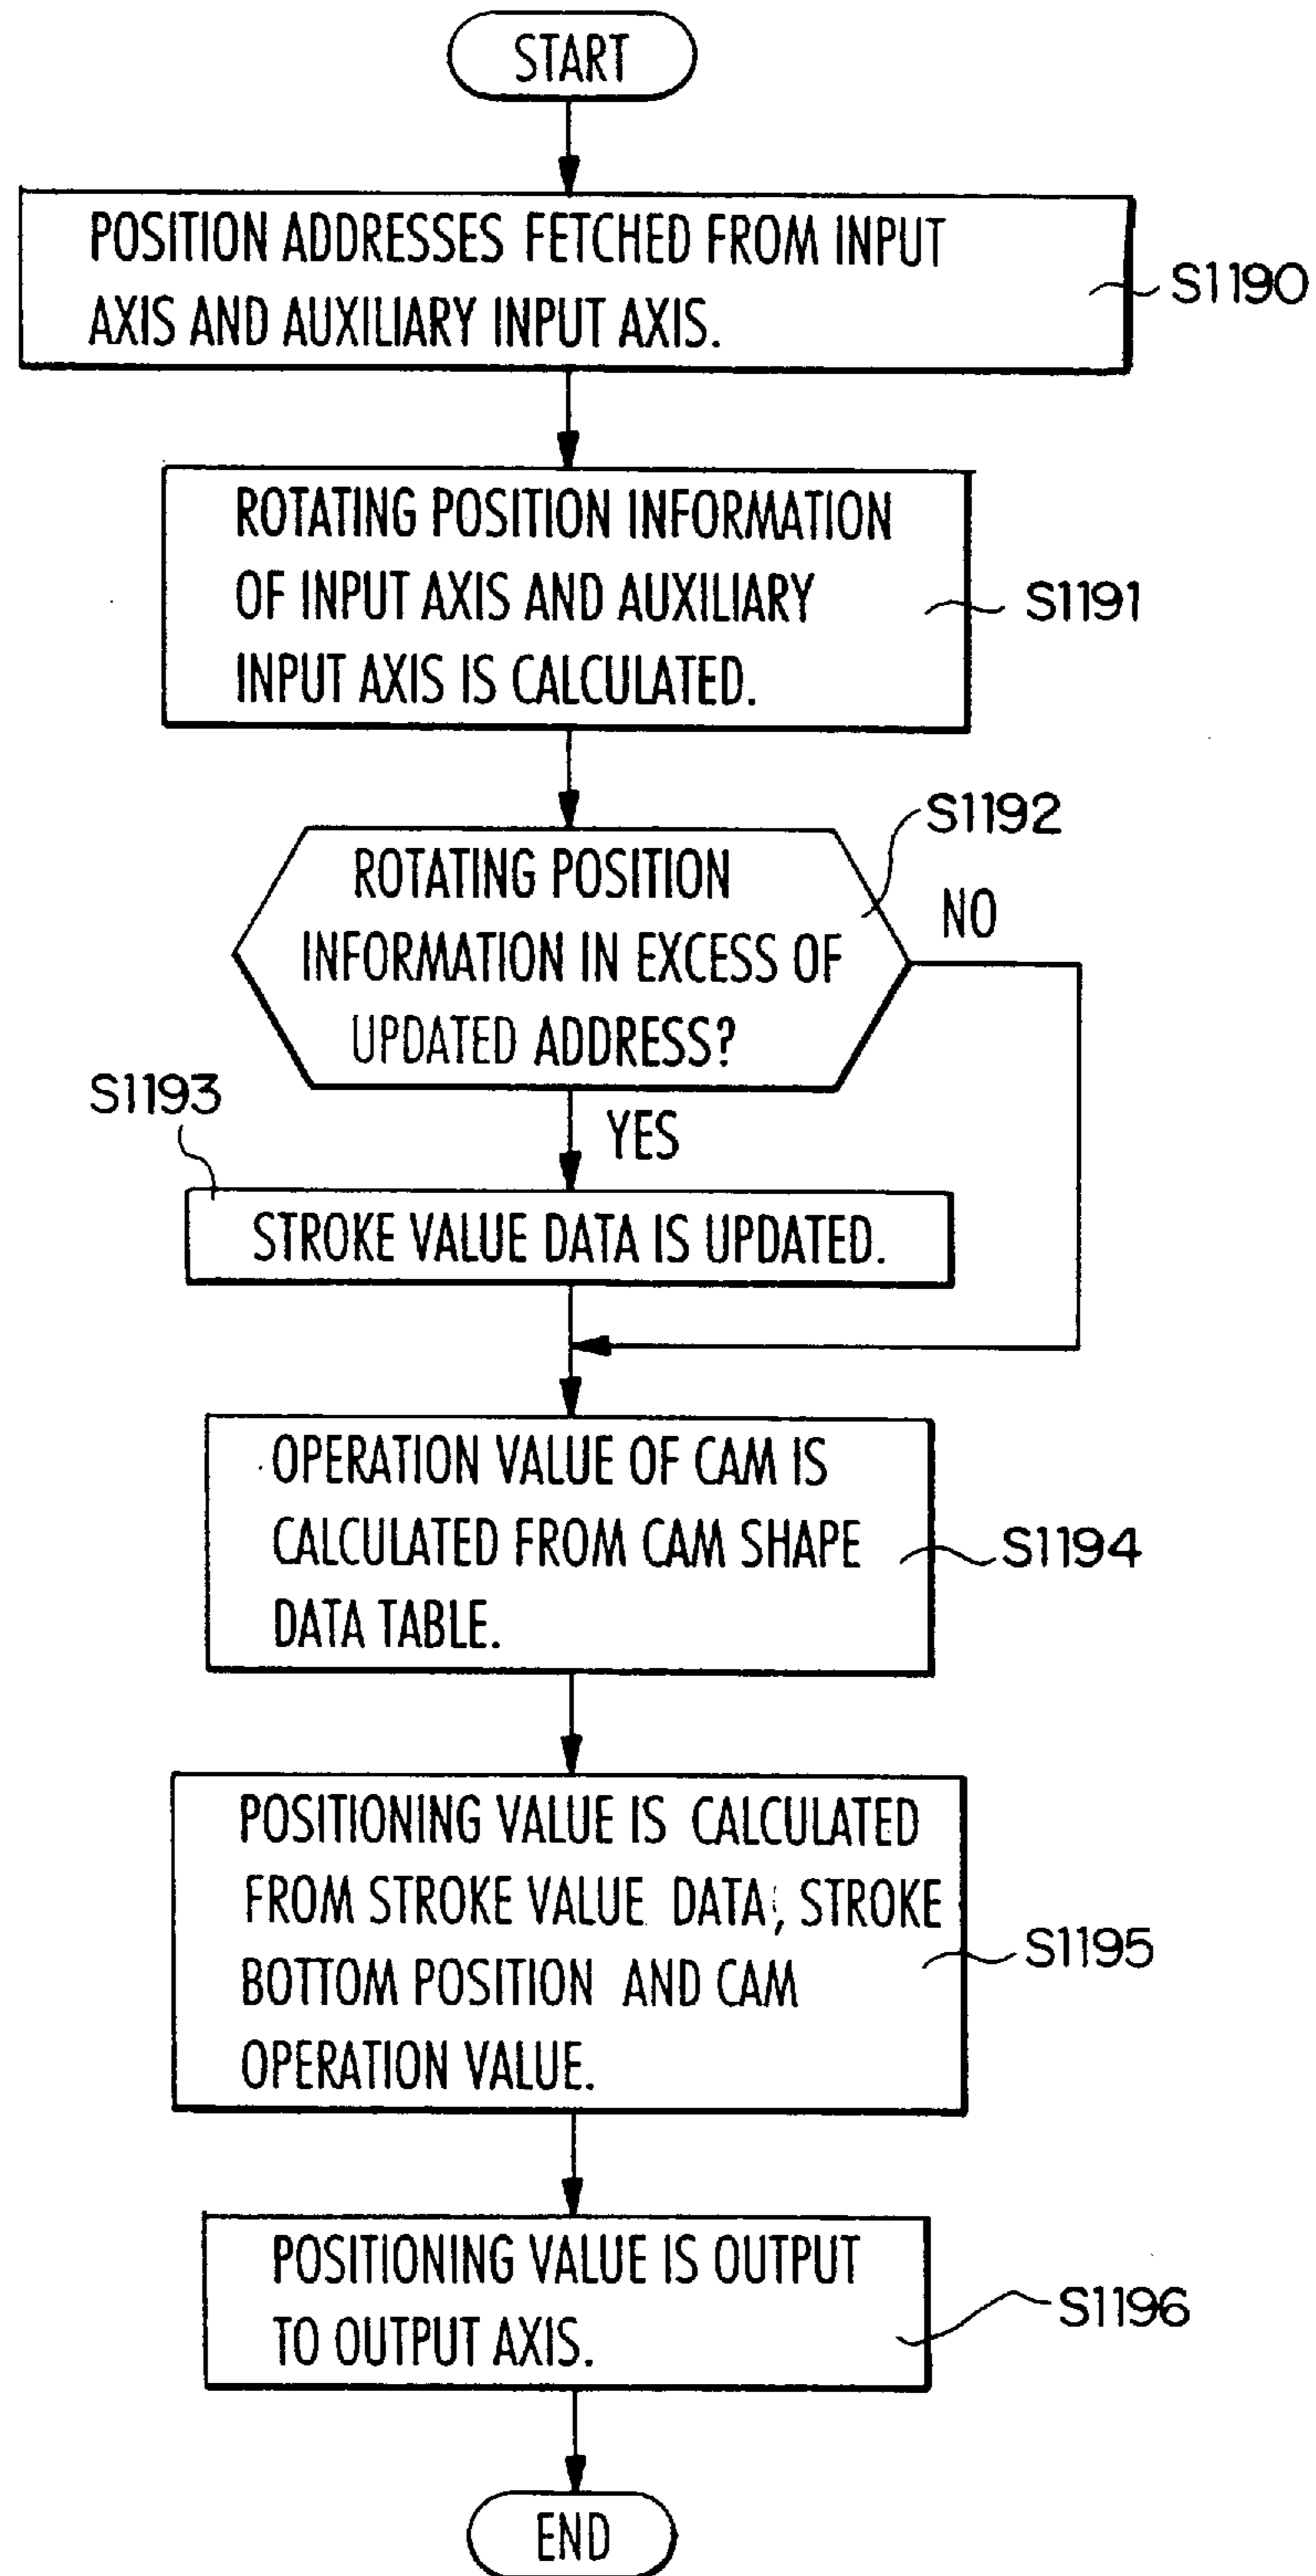 START
POSITION ADDRESSES FETCHED FROM INPUT
AXIS AND AUXILIARY INPUT AXIS.
S1190
ROTATING POSITION INFORMATION
OF INPUT AXIS AND AUXILIARY
INPUT AXIS IS CALCULATED.
S1191
S1192
ROTATING POSITION
INFORMATION IN EXCESS OF
UPDATED ADDRESS?
NO
YES
S1193
STROKE VALUE DATA IS UPDATED.
OPERATION VALUE OF CAM IS
CALCULATED FROM CAM SHAPE
DATA TABLE.
S1194
POSITIONING VALUE IS CALCULATED
FROM STROKE VALUE DATA, STROKE
BOTTOM POSITION AND CAM
OPERATION VALUE.
S1195
POSITIONING VALUE IS OUTPUT
TO OUTPUT AXIS.
S1196
END